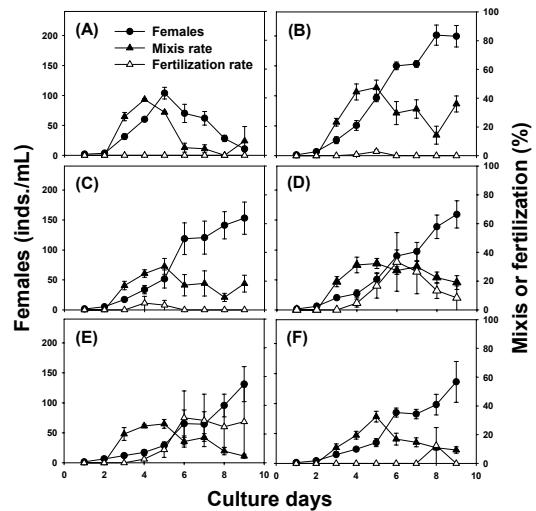 (A)
Females
Mixis rate
Fertilization rate
(B)
200
150
100
50
0
100
80
60
40
20
0
(C)
(D)
200
150
100
50
0
100
80
60
40
20
0
(E)
(F)
200
150
100
50
0
100
80
60
40
20
0
0 2 4 6 8 10 0 2 4 6 8 10
Females (inds./mL)
Mixis or fertilization (%)
Culture days